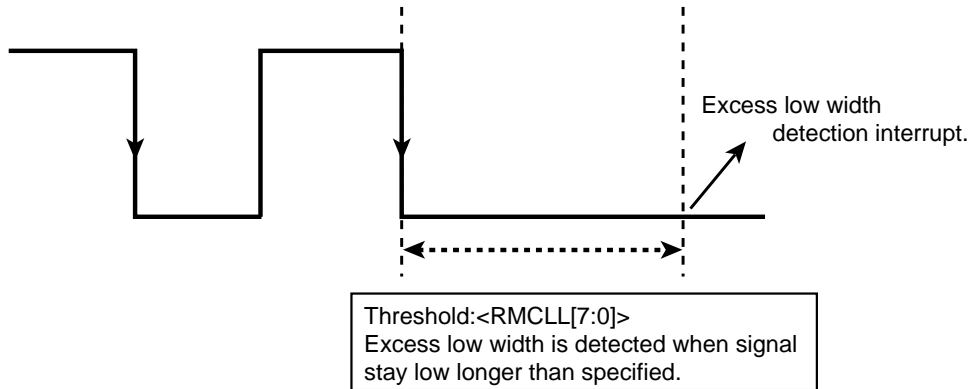 Excess low width
detection interrupt.
Threshold:<RMCLL[7:0]>
Excess low width is detected when signal
stay low longer than specified.